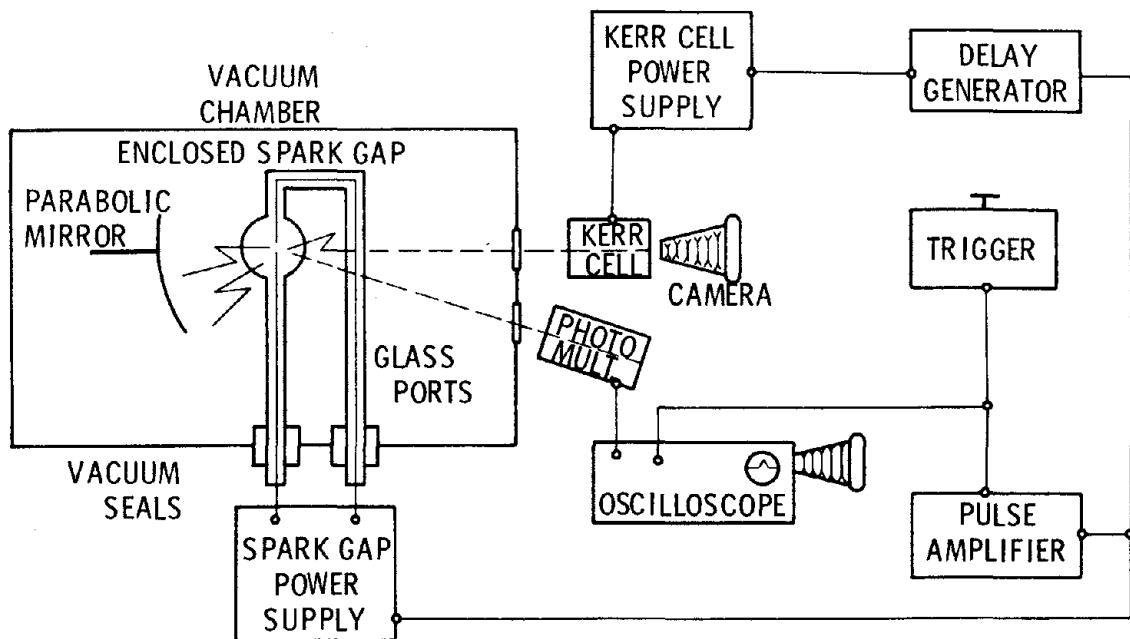 KERR CELL
POWER
SUPPLY
DELAY
GENERATOR
VACUUM
CHAMBER
ENCLOSED SPARK GAP
PARABOLIC
MIRROR
KERR
CELL
CAMERA
TRIGGER
PHOTO
MULT.
GLASS
PORTS
VACUUM
SEALS
OSCILLOSCOPE
PULSE
AMPLIFIER
SPARK GAP
POWER
SUPPLY